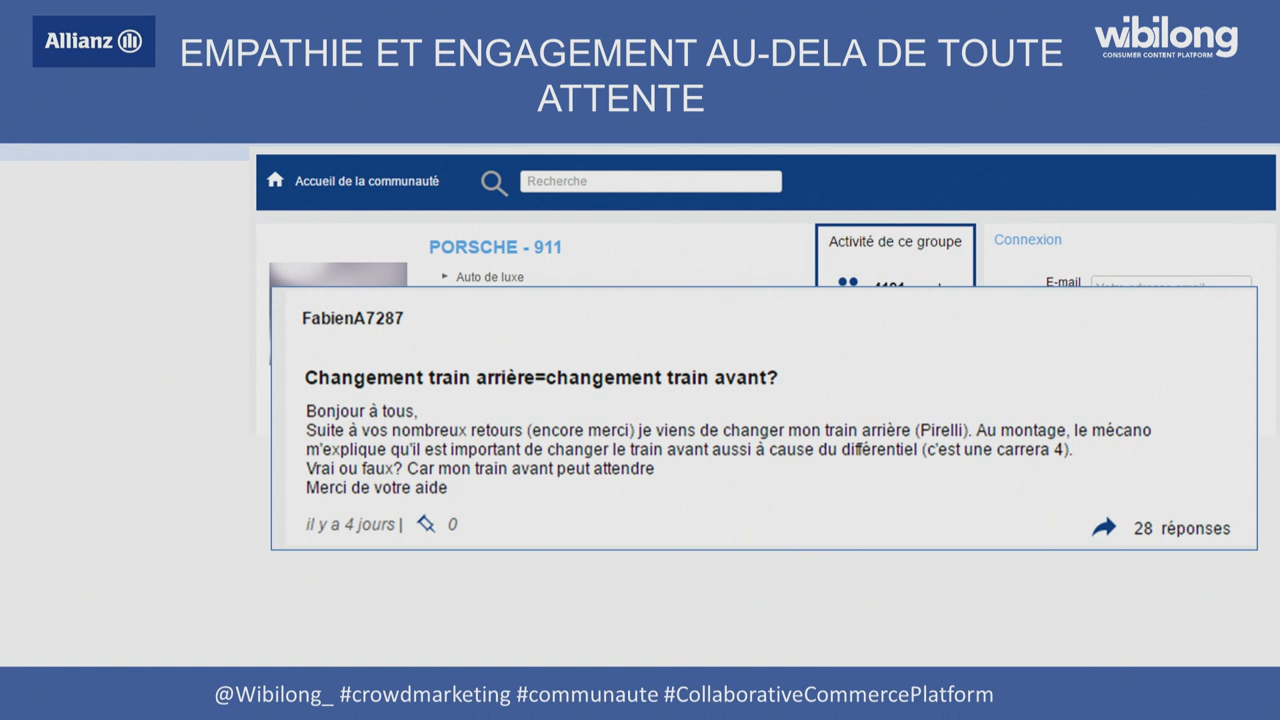 Allianz
EMPATHIE ET ENGAGEMENT AU-DELA DE TOUTE
ATTENTE
wibilong
CONSUMER CONTENT PLATFORM
Accueil de la communauté
Recherche
PORSCHE - 911
Auto de luxe
Activité de ce groupe
Connexion
E-mail
FabienA7287
Changement train arrière=changement train avant?
Bonjour à tous,
Suite à vos nombreux retours (encore merci) je viens de changer mon train arrière (Pirelli). Au montage, le mécano
m'explique qu'il est important de changer le train avant aussi à cause du différentiel (c'est une carrera 4).
Vrai ou faux? Car mon train avant peut attendre
Merci de votre aide
il y a 4 jours |
0
28 réponses
@Wibilong_ #crowdmarketing #communaute #CollaborativeCommercePlatform